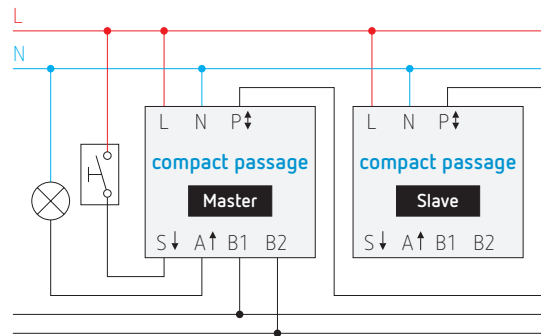 L
N
L N P↕ L N P↕
compact passage compact passage
Master Slave
S↓ A↑ B1 B2 S↓ A↑ B1 B2